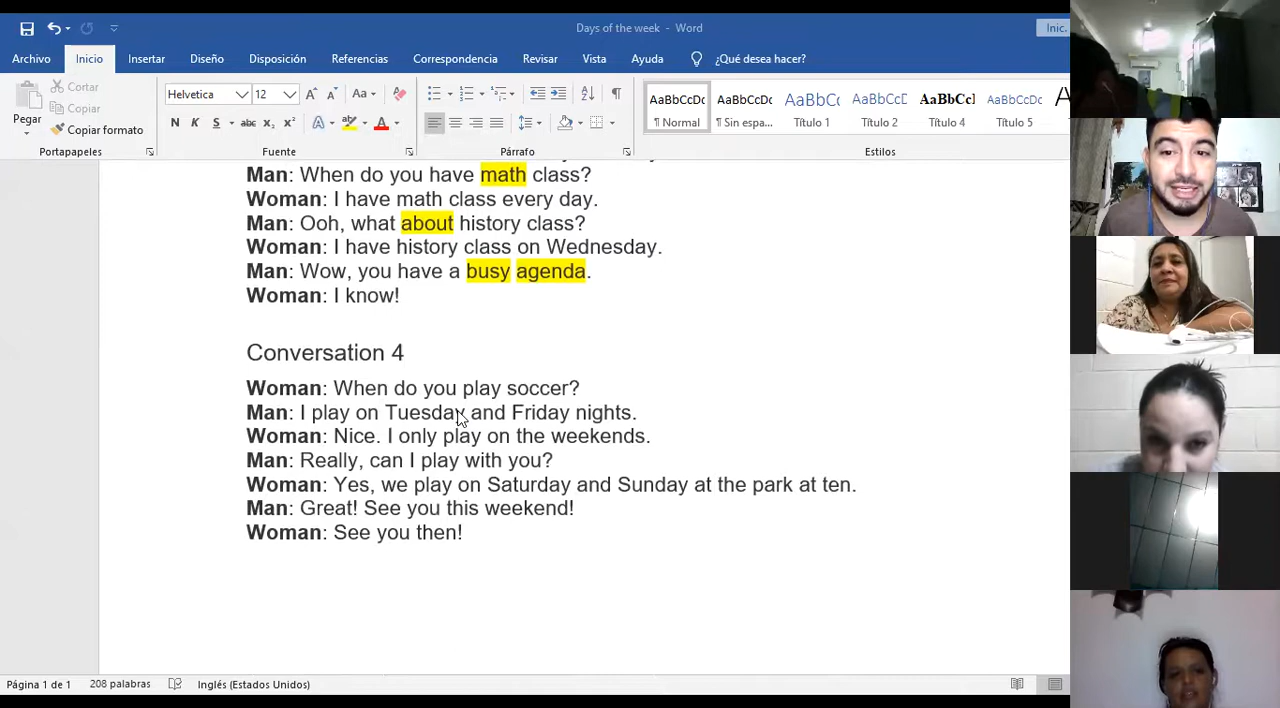 Days of the week - Word
Inic.
Archivo Inicio Insertar Diseño Disposición Referencias Correspondencia Revisar Vista Ayuda ¿Qué desea hacer?
Pegar
Cortar
Copiar
Copiar formato
Portapapeles
Helvetica 12
N K S abc x₂ x²
Fuente
Párrafo
AaBbCcDc AaBbCcDc AaBbC( AaBbCcD AaBbCcI AaBbCcDc A
¶ Normal ¶ Sin espa... Título 1 Título 2 Título 4 Título 5
Estilos
Man: When do you have math class?
Woman: I have math class every day.
Man: Ooh, what about history class?
Woman: I have history class on Wednesday.
Man: Wow, you have a busy agenda.
Woman: I know!
Conversation 4
Woman: When do you play soccer?
Man: I play on Tuesday and Friday nights.
Woman: Nice. I only play on the weekends.
Man: Really, can I play with you?
Woman: Yes, we play on Saturday and Sunday at the park at ten.
Man: Great! See you this weekend!
Woman: See you then!
Página 1 de 1 208 palabras Inglés (Estados Unidos)